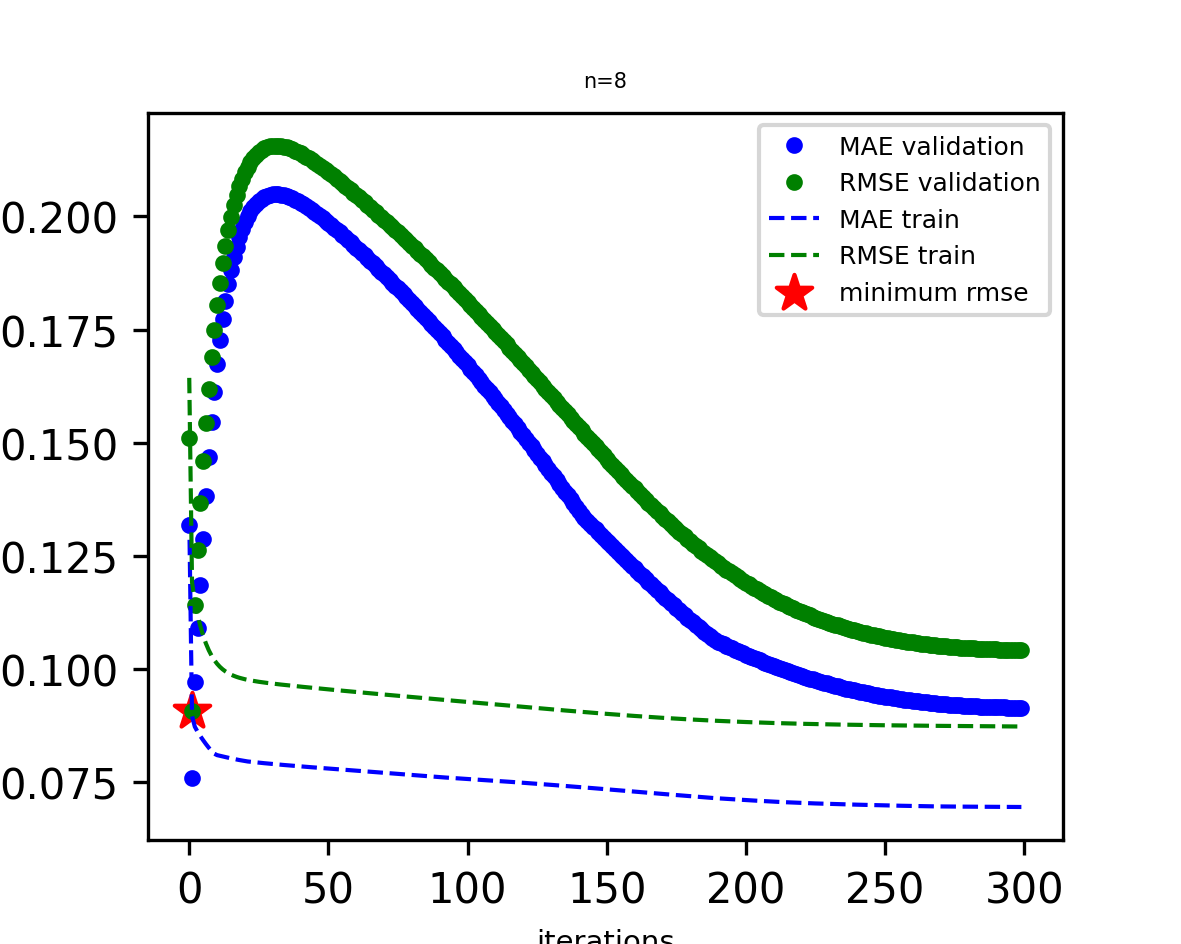 n=8
MAE validation
RMSE validation
MAE train
RMSE train
minimum rmse
0.200
0.175
0.150
0.125
0.100
0.075
0 50 100 150 200 250 300
iterations